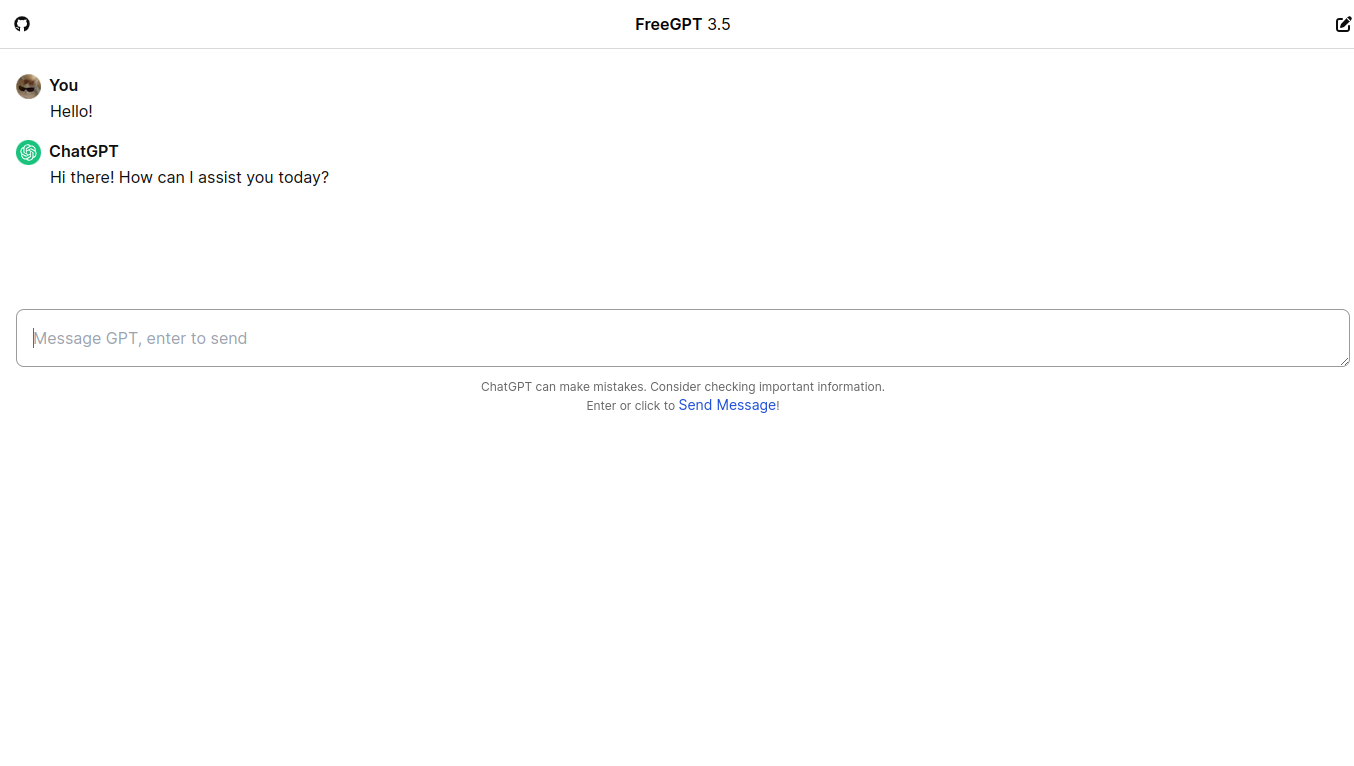 FreeGPT 3.5
You
Hello!
ChatGPT
Hi there! How can I assist you today?
Message GPT, enter to send
ChatGPT can make mistakes. Consider checking important information.
Enter or click to Send Message!